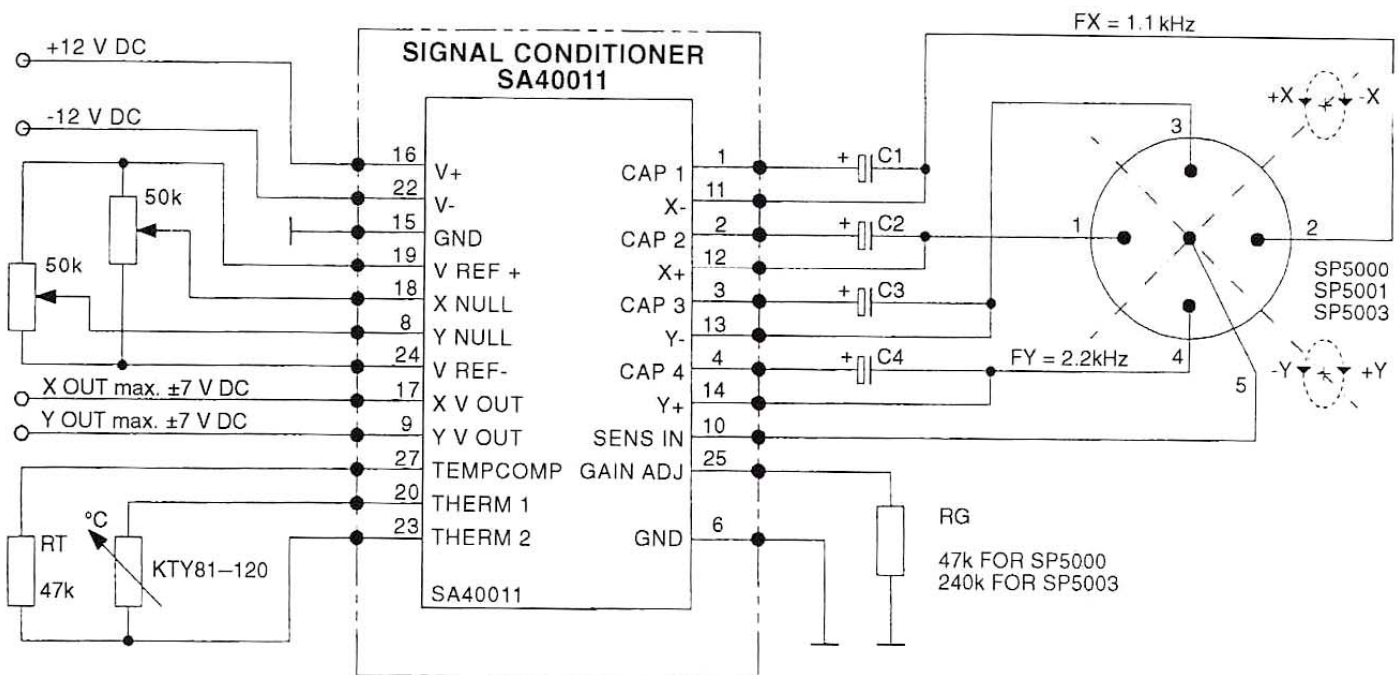 +12 V DC
-12 V DC
50k
50k
X OUT max. ±7 V DC
Y OUT max. ±7 V DC
°C
RT
47k
KTY81–120
SIGNAL CONDITIONER
SA40011
16 V+
22 V-
15 GND
19 V REF +
18 X NULL
8 Y NULL
24 V REF-
17 X V OUT
9 Y V OUT
27 TEMPCOMP
20 THERM 1
23 THERM 2
SA40011
CAP 1 1
X- 11
CAP 2 2
X+ 12
CAP 3 3
Y- 13
CAP 4 4
Y+ 14
SENS IN 10
GAIN ADJ 25
GND 6
+ C1
+ C2
+ C3
+ C4
FX = 1.1 kHz
FY = 2.2kHz
+X -X
3
1
2
4
5
SP5000
SP5001
SP5003
-Y +Y
RG
47k FOR SP5000
240k FOR SP5003